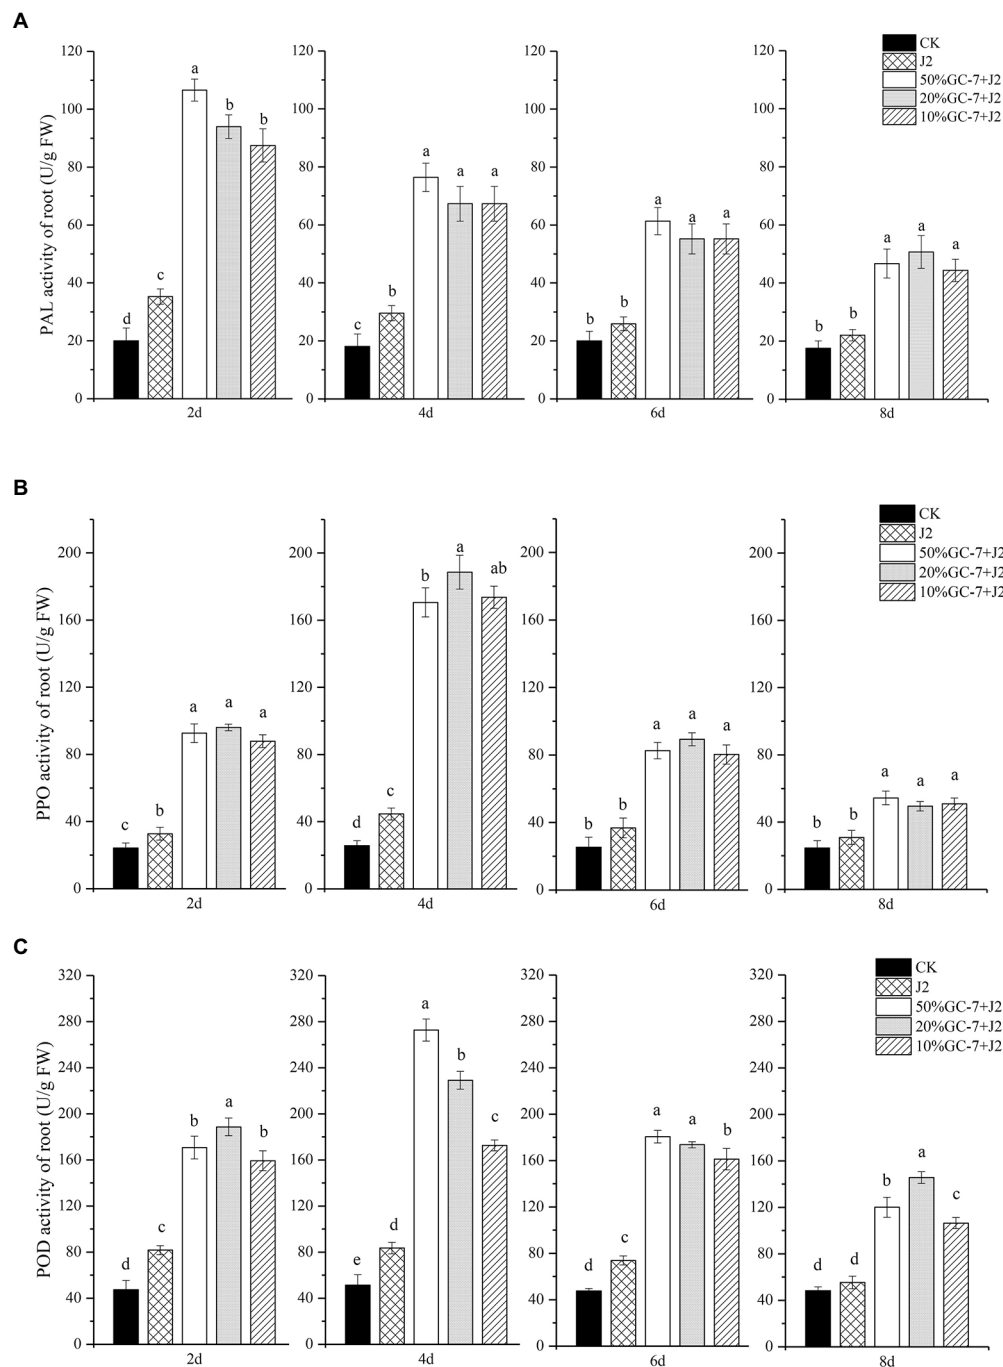 A
PAL activity of root (U/g FW)
120
100
80
60
40
20
0
d
c
a
b
b
2d
120
100
80
60
40
20
0
c
b
a
a
a
4d
120
100
80
60
40
20
0
b
b
a
a
a
6d
120
100
80
60
40
20
0
b
b
a
a
a
8d
CK
J2
50%GC-7+J2
20%GC-7+J2
10%GC-7+J2
B
PPO activity of root (U/g FW)
200
160
120
80
40
0
c
b
a
a
a
2d
200
160
120
80
40
0
d
c
b
a
ab
4d
200
160
120
80
40
0
b
b
a
a
a
6d
200
160
120
80
40
0
b
b
a
a
a
8d
CK
J2
50%GC-7+J2
20%GC-7+J2
10%GC-7+J2
C
POD activity of root (U/g FW)
320
280
240
200
160
120
80
40
0
d
c
b
a
b
2d
320
280
240
200
160
120
80
40
0
e
d
a
b
c
4d
320
280
240
200
160
120
80
40
0
d
c
a
a
b
6d
320
280
240
200
160
120
80
40
0
d
d
b
a
c
8d
CK
J2
50%GC-7+J2
20%GC-7+J2
10%GC-7+J2